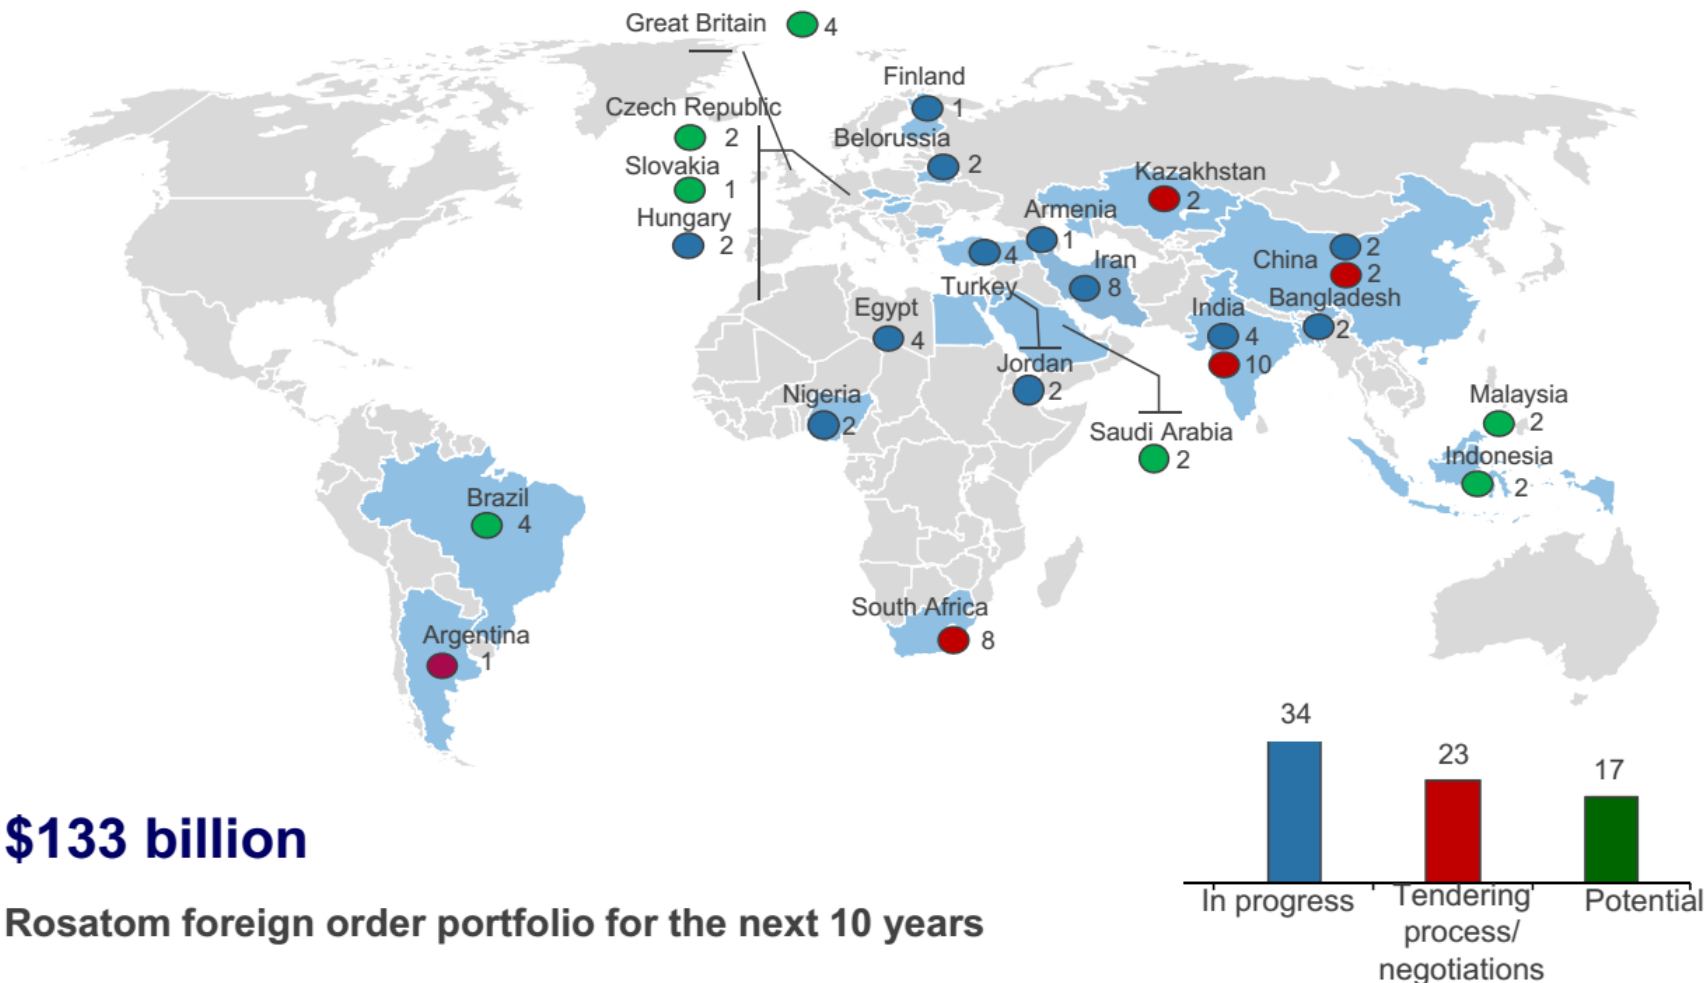 Great Britain 4
Finland
1
Czech Republic
2
Belorussia
2
Slovakia
1
Kazakhstan
2
Hungary
2
Armenia
1
4
Turkey
Iran
8
China
2
2
Bangladesh
2
India
4
10
Egypt
4
Jordan
2
Nigeria
2
Saudi Arabia
2
Malaysia
2
Indonesia
2
Brazil
4
South Africa
8
Argentina
1
34
23
17
In progress
Tendering
process/
negotiations
Potential
$133 billion
Rosatom foreign order portfolio for the next 10 years